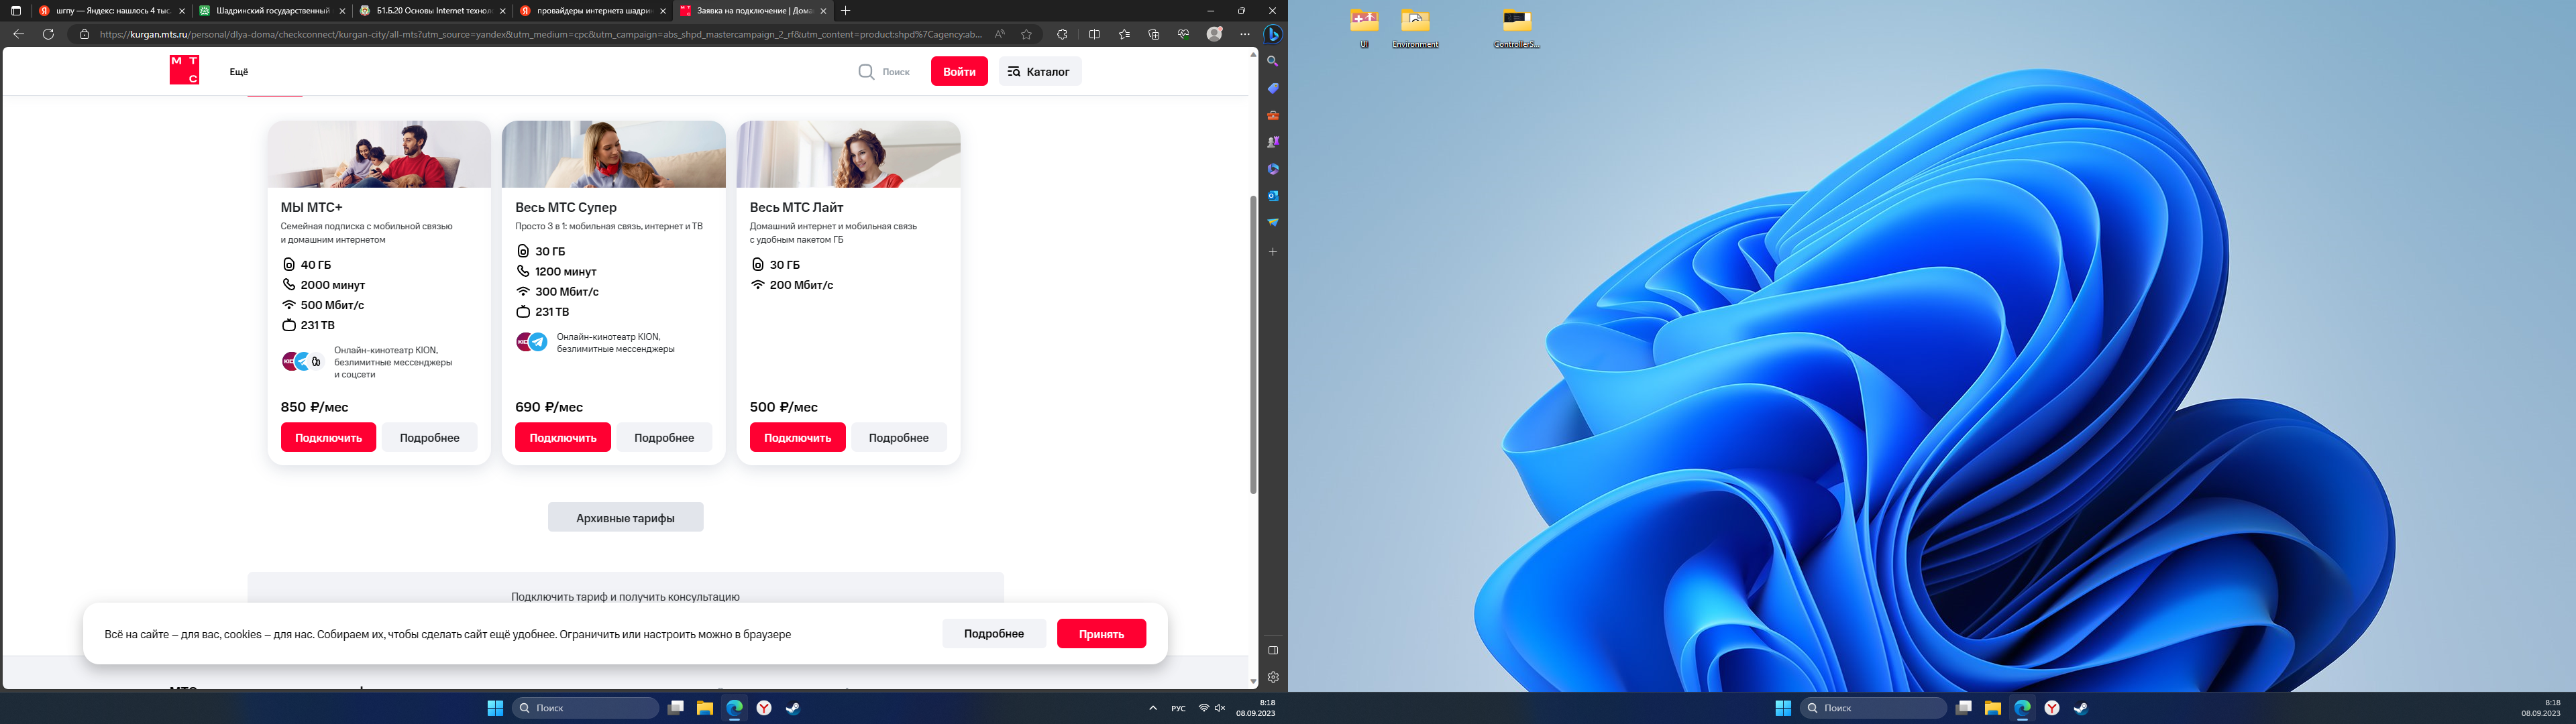 шгпу — Яндекс: нашлось 4 тыс.
Шадринский государственный
Б1.Б.20 Основы Internet техноло
провайдеры интернета шадрин
Заявка на подключение | Дома
https://kurgan.mts.ru/personal/dlya-doma/checkconnect/kurgan-city/all-mts?utm_source=yandex&utm_medium=cpc&utm_campaign=abs_shpd_mastercampaign_2_rf&utm_content=product:shpd%7Cagency:ab...
МТС
Ещё
Поиск
Войти
Каталог
МЫ МТС+
Семейная подписка с мобильной связью
и домашним интернетом
40 ГБ
2000 минут
500 Мбит/с
231 ТВ
Онлайн-кинотеатр KION,
безлимитные мессенджеры
и соцсети
850 ₽/мес
Подключить
Подробнее
Весь МТС Супер
Просто 3 в 1: мобильная связь, интернет и ТВ
30 ГБ
1200 минут
300 Мбит/с
231 ТВ
Онлайн-кинотеатр KION,
безлимитные мессенджеры
690 ₽/мес
Подключить
Подробнее
Весь МТС Лайт
Домашний интернет и мобильная связь
с удобным пакетом ГБ
30 ГБ
200 Мбит/с
500 ₽/мес
Подключить
Подробнее
Архивные тарифы
Подключить тариф и получить консультацию
Всё на сайте – для вас, cookies – для нас. Собираем их, чтобы сделать сайт ещё удобнее. Ограничить или настроить можно в браузере
Подробнее
Принять
Поиск
РУС
8:18
08.09.2023
UI
Environment
ControllerS...
Поиск
8:18
08.09.2023